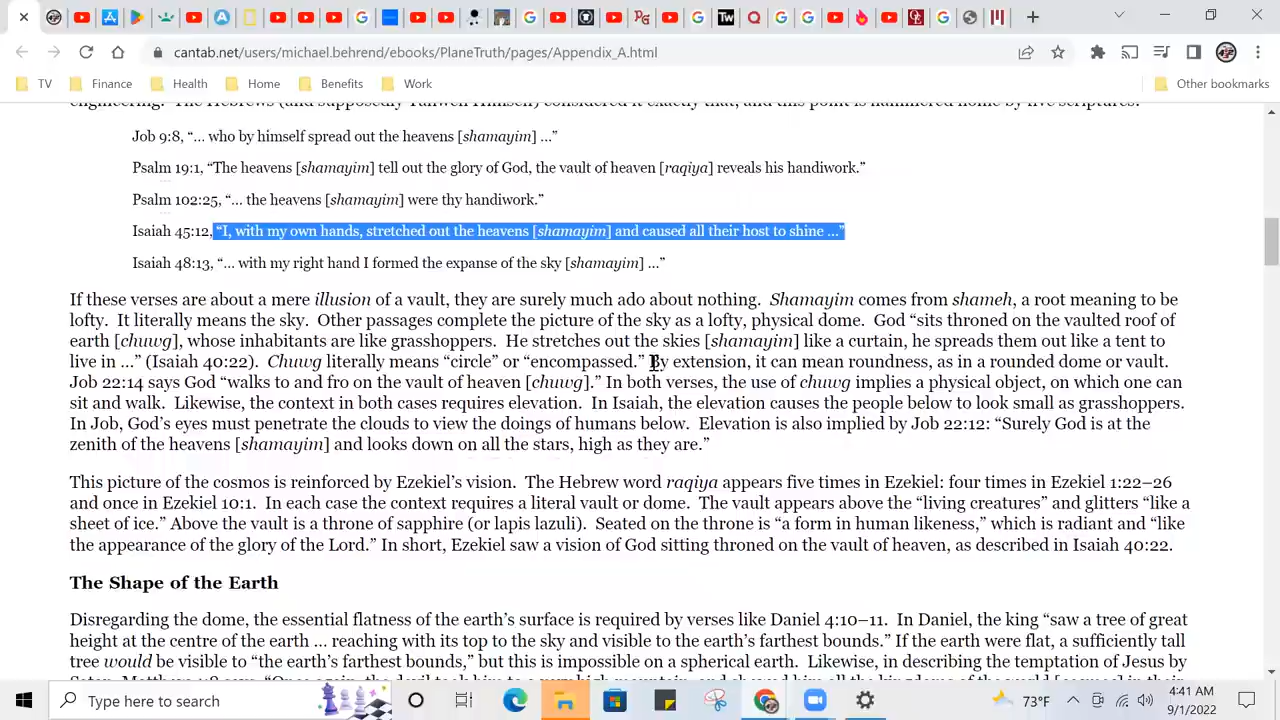 cantab.net/users/michael.behrend/ebooks/PlaneTruth/pages/Appendix_A.html
TV Finance Health Home Benefits Work Other bookmarks
Job 9:8, “... who by himself spread out the heavens [shamayim] ...”
Psalm 19:1, “The heavens [shamayim] tell out the glory of God, the vault of heaven [raqiya] reveals his handiwork.”
Psalm 102:25, “... the heavens [shamayim] were thy handiwork.”
Isaiah 45:12, “I, with my own hands, stretched out the heavens [shamayim] and caused all their host to shine ...”
Isaiah 48:13, “... with my right hand I formed the expanse of the sky [shamayim] ...”
If these verses are about a mere illusion of a vault, they are surely much ado about nothing. Shamayim comes from shameh, a root meaning to be
lofty. It literally means the sky. Other passages complete the picture of the sky as a lofty, physical dome. God “sits throned on the vaulted roof of
earth [chuwg], whose inhabitants are like grasshoppers. He stretches out the skies [shamayim] like a curtain, he spreads them out like a tent to
live in ...” (Isaiah 40:22). Chuwg literally means “circle” or “encompassed.” By extension, it can mean roundness, as in a rounded dome or vault.
Job 22:14 says God “walks to and fro on the vault of heaven [chuwg].” In both verses, the use of chuwg implies a physical object, on which one can
sit and walk. Likewise, the context in both cases requires elevation. In Isaiah, the elevation causes the people below to look small as grasshoppers.
In Job, God’s eyes must penetrate the clouds to view the doings of humans below. Elevation is also implied by Job 22:12: “Surely God is at the
zenith of the heavens [shamayim] and looks down on all the stars, high as they are.”
This picture of the cosmos is reinforced by Ezekiel’s vision. The Hebrew word raqiya appears five times in Ezekiel: four times in Ezekiel 1:22–26
and once in Ezekiel 10:1. In each case the context requires a literal vault or dome. The vault appears above the “living creatures” and glitters “like a
sheet of ice.” Above the vault is a throne of sapphire (or lapis lazuli). Seated on the throne is “a form in human likeness,” which is radiant and “like
the appearance of the glory of the Lord.” In short, Ezekiel saw a vision of God sitting throned on the vault of heaven, as described in Isaiah 40:22.
The Shape of the Earth
Disregarding the dome, the essential flatness of the earth’s surface is required by verses like Daniel 4:10–11. In Daniel, the king “saw a tree of great
height at the centre of the earth ... reaching with its top to the sky and visible to the earth’s farthest bounds.” If the earth were flat, a sufficiently tall
tree would be visible to “the earth’s farthest bounds,” but this is impossible on a spherical earth. Likewise, in describing the temptation of Jesus by
Type here to search
73°F
4:41 AM
9/1/2022